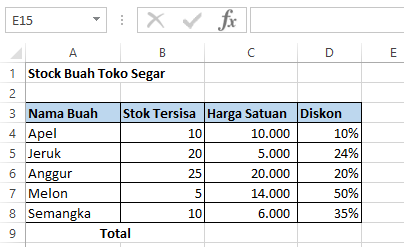 E15 fx
A B C D E
1 Stock Buah Toko Segar
2
3 Nama Buah Stok Tersisa Harga Satuan Diskon
4 Apel 10 10.000 10%
5 Jeruk 20 5.000 24%
6 Anggur 25 20.000 20%
7 Melon 5 14.000 50%
8 Semangka 10 6.000 35%
9 Total